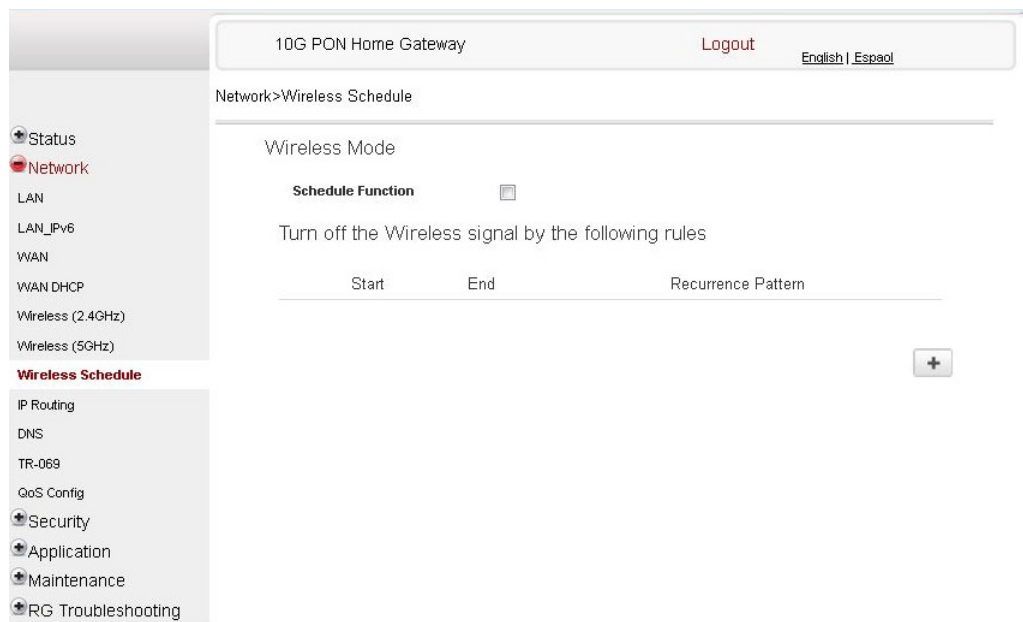 10G PON Home Gateway
Logout
English | Espaol
Network>Wireless Schedule
Status
Network
LAN
LAN_IPv6
WAN
WAN DHCP
Wireless (2.4GHz)
Wireless (5GHz)
Wireless Schedule
IP Routing
DNS
TR-069
QoS Config
Security
Application
Maintenance
RG Troubleshooting
Wireless Mode
Schedule Function
Turn off the Wireless signal by the following rules
Start End Recurrence Pattern
+